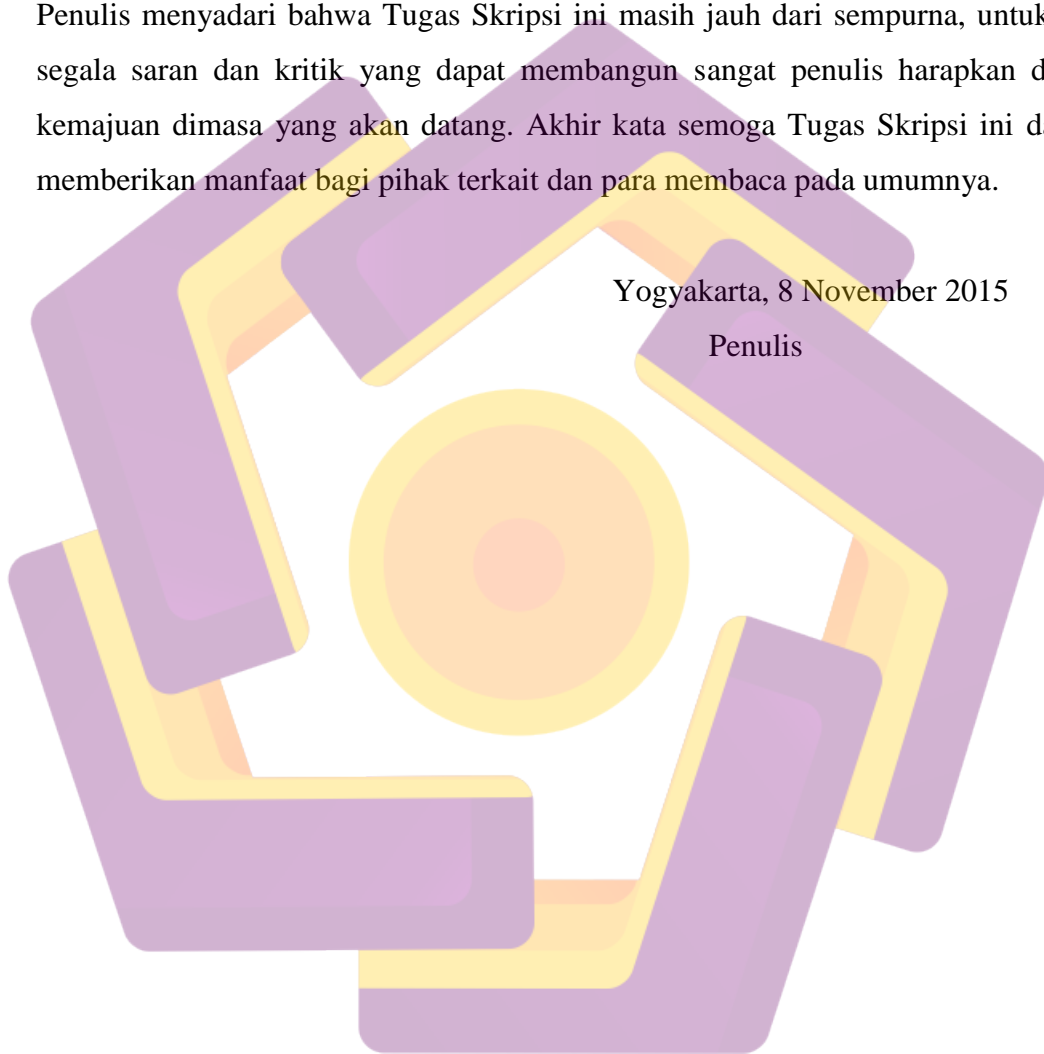 Penulis menyadari bahwa Tugas Skripsi ini masih jauh dari sempurna, untuk
segala saran dan kritik yang dapat membangun sangat penulis harapkan
kemajuan dimasa yang akan datang. Akhir kata semoga Tugas Skripsi ini
memberikan manfaat bagi pihak terkait dan para membaca pada umumnya.
Yogyakarta, 8 November 2015
Penulis